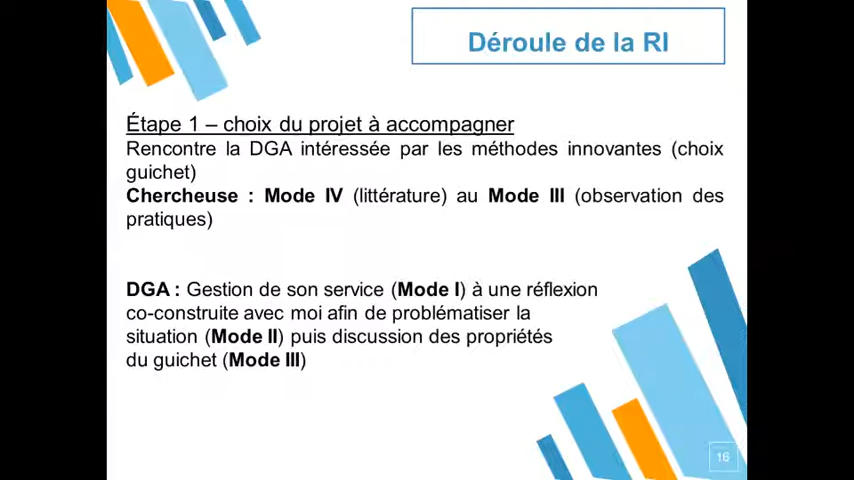 Déroule de la RI
Étape 1 – choix du projet à accompagner
Rencontre la DGA intéressée par les méthodes innovantes (choix
guichet)
Chercheuse : Mode IV (littérature) au Mode III (observation des
pratiques)
DGA : Gestion de son service (Mode I) à une réflexion
co-construite avec moi afin de problématiser la
situation (Mode II) puis discussion des propriétés
du guichet (Mode III)
16